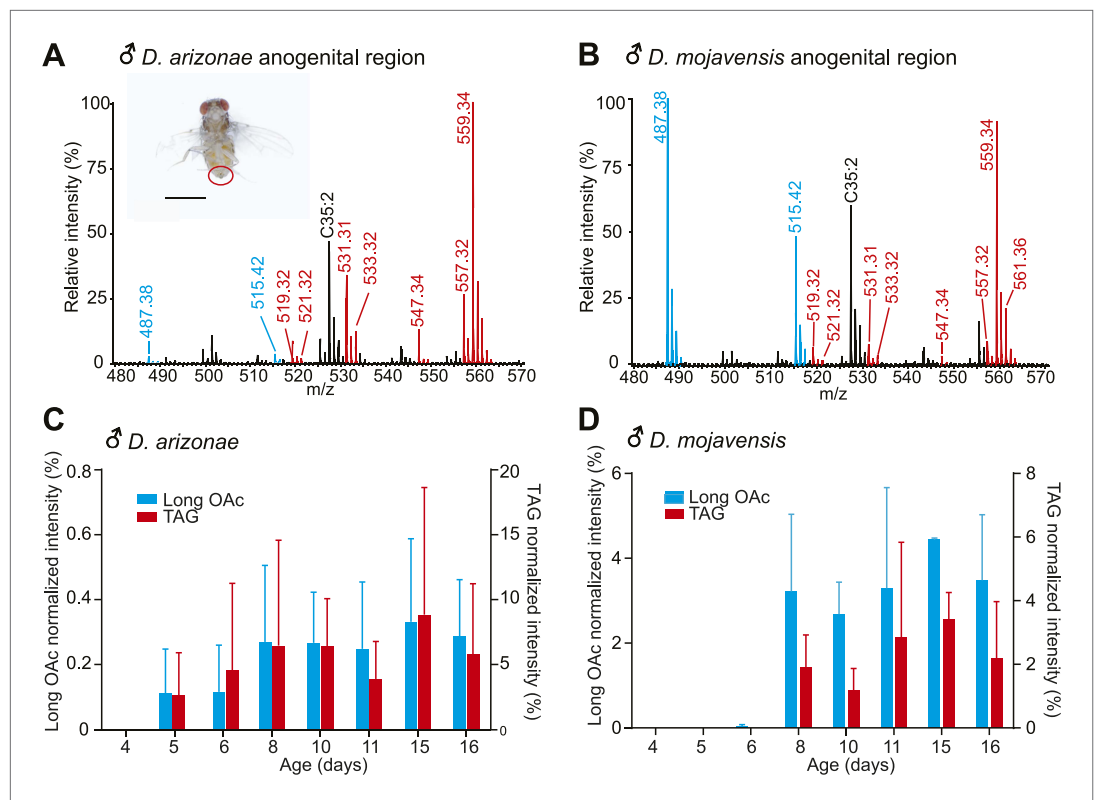 A ♂ D. arizonae anogenital region
Relative intensity (%)
100
75
50
25
0
487.38
515.42
519.32
521.32
C35:2
531.31
533.32
547.34
557.32
559.34
480 490 500 510 520 530 540 550 560 570
m/z
B ♂ D. mojavensis anogenital region
Relative intensity (%)
100
75
50
25
0
487.38
515.42
519.32
521.32
C35:2
531.31
533.32
547.34
557.32
559.34
561.36
480 490 500 510 520 530 540 550 560 570
m/z
C ♂ D. arizonae
Long OAc normalized intensity (%)
0.8
0.6
0.4
0.2
0
Long OAc
TAG
20
15
10
5
0
TAG normalized intensity (%)
4 5 6 8 10 11 15 16
Age (days)
D ♂ D. mojavensis
Long OAc normalized intensity (%)
6
4
2
0
Long OAc
TAG
8
6
4
2
0
TAG normalized intensity (%)
4 5 6 8 10 11 15 16
Age (days)